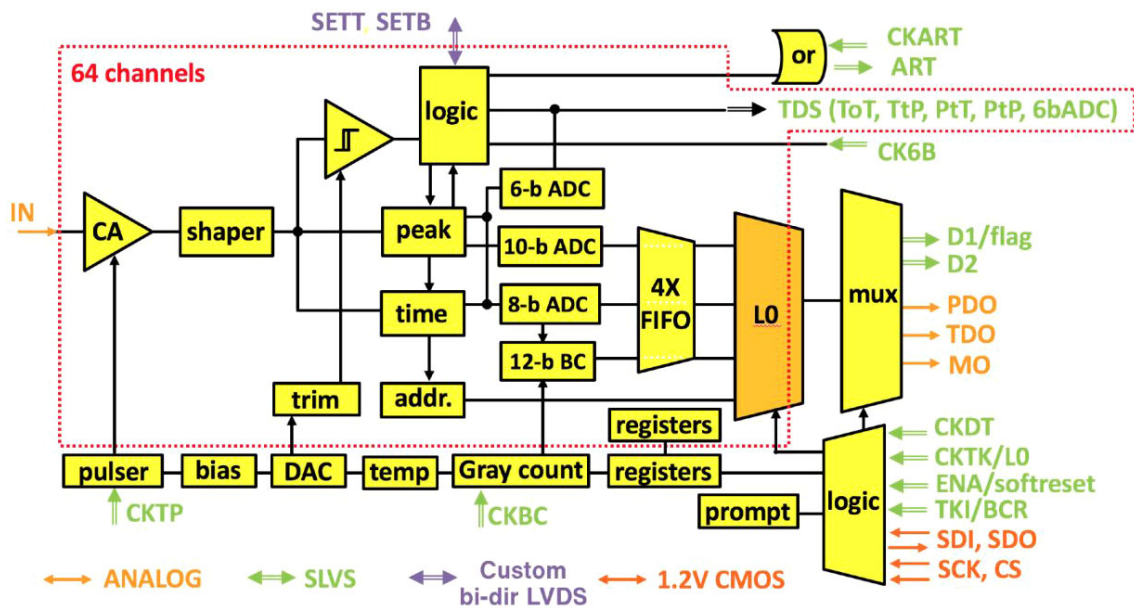 SETT, SETB
64 channels
or
CKART
ART
logic
TDS (ToT, TtP, PtT, PtP, 6bADC)
CK6B
6-b ADC
IN
CA
shaper
peak
10-b ADC
4X
FIFO
L0
mux
D1/flag
D2
time
8-b ADC
PDO
TDO
MO
12-b BC
trim
addr.
registers
pulser
bias
DAC
temp
Gray count
registers
logic
CKDT
CKTK/L0
ENA/softreset
TKI/BCR
prompt
CKTP
CKBC
SDI, SDO
SCK, CS
ANALOG
SLVS
Custom
bi-dir LVDS
1.2V CMOS